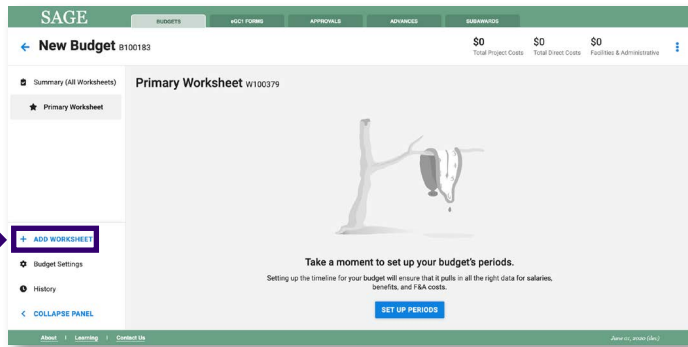 SAGE
BUDGETS
eGC1 FORMS
APPROVALS
ADVANCES
SUBAWARDS
New Budget B100183
$0
Total Project Costs
$0
Total Direct Costs
$0
Facilities & Administrative
Summary (All Worksheets)
Primary Worksheet
Primary Worksheet W100379
+ ADD WORKSHEET
Budget Settings
History
< COLLAPSE PANEL
Take a moment to set up your budget's periods.
Setting up the timeline for your budget will ensure that it pulls in all the right data for salaries,
benefits, and F&A costs.
SET UP PERIODS
About | Learning | Contact Us